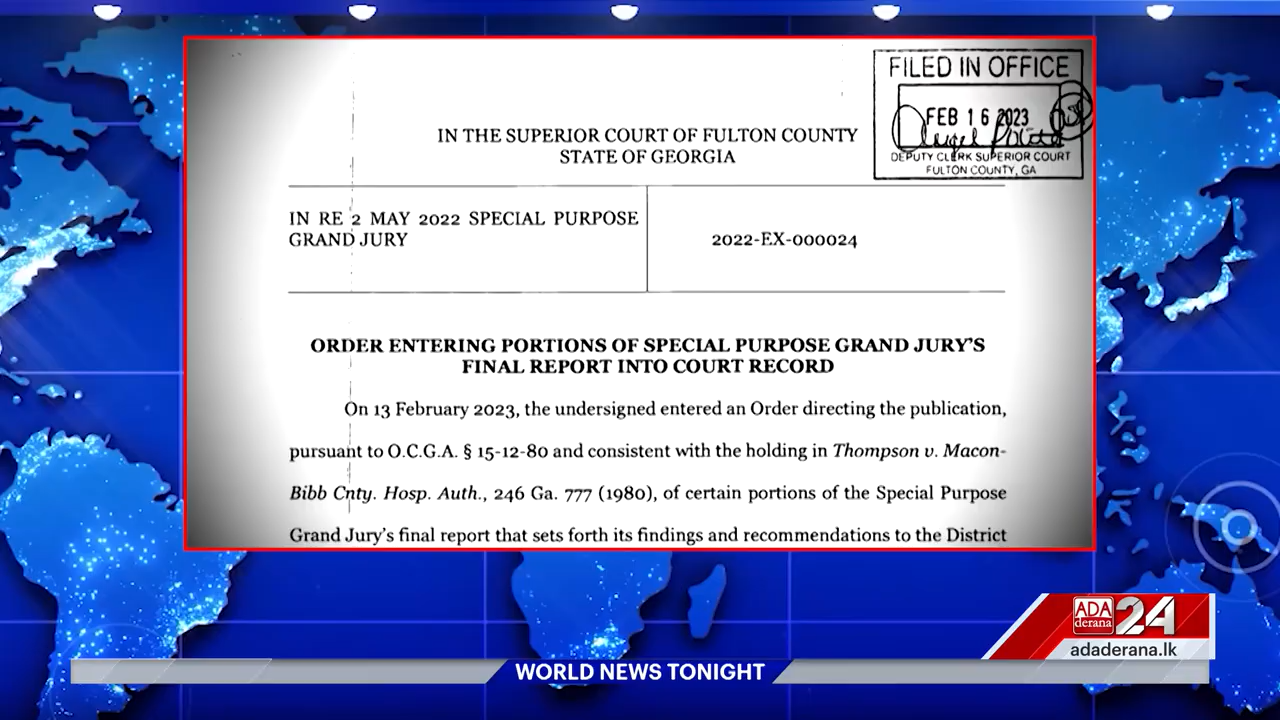 FILED IN OFFICE
FEB 16 2023
DEPUTY CLERK SUPERIOR COURT
FULTON COUNTY, GA
IN THE SUPERIOR COURT OF FULTON COUNTY
STATE OF GEORGIA
IN RE 2 MAY 2022 SPECIAL PURPOSE
GRAND JURY
2022-EX-000024
ORDER ENTERING PORTIONS OF SPECIAL PURPOSE GRAND JURY'S
FINAL REPORT INTO COURT RECORD
On 13 February 2023, the undersigned entered an Order directing the publication,
pursuant to O.C.G.A. § 15-12-80 and consistent with the holding in Thompson v. Macon-
Bibb Cnty. Hosp. Auth., 246 Ga. 777 (1980), of certain portions of the Special Purpose
Grand Jury's final report that sets forth its findings and recommendations to the District
ADA
derana
24
adaderana.lk
WORLD NEWS TONIGHT